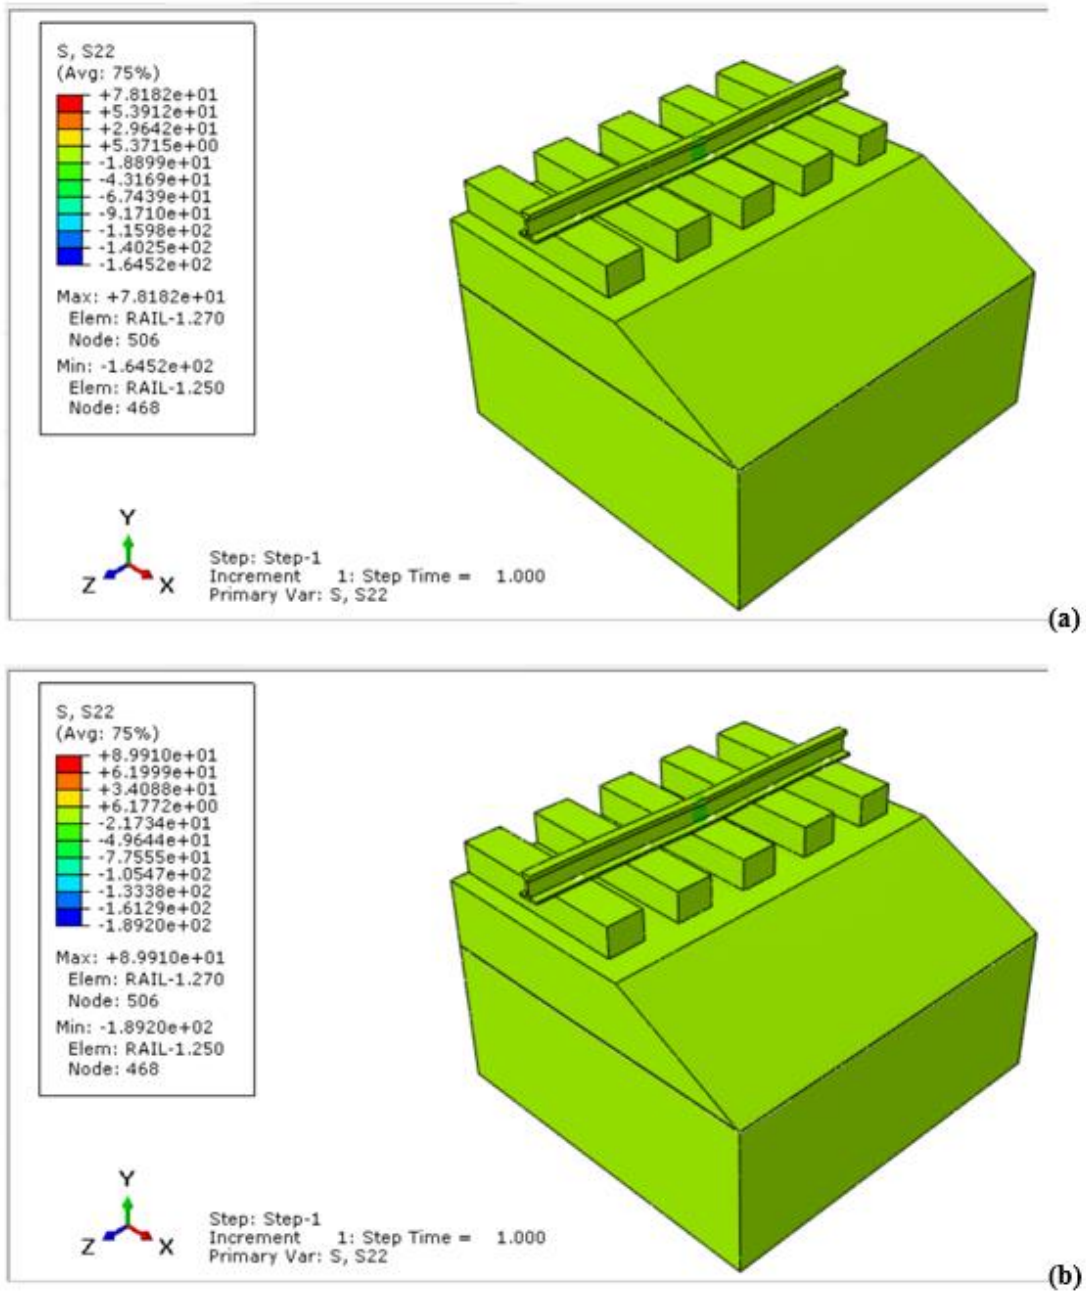 S, S22
(Avg: 75%)
+7.8182e+01
+5.3912e+01
+2.9642e+01
+5.3715e+00
-1.8899e+01
-4.3169e+01
-6.7439e+01
-9.1710e+01
-1.1598e+02
-1.4025e+02
-1.6452e+02
Max: +7.8182e+01
Elem: RAIL-1.270
Node: 506
Min: -1.6452e+02
Elem: RAIL-1.250
Node: 468
Y
Z X
Step: Step-1
Increment 1: Step Time = 1.000
Primary Var: S, S22
(a)
S, S22
(Avg: 75%)
+8.9910e+01
+6.1999e+01
+3.4088e+01
+6.1772e+00
-2.1734e+01
-4.9644e+01
-7.7555e+01
-1.0547e+02
-1.3338e+02
-1.6129e+02
-1.8920e+02
Max: +8.9910e+01
Elem: RAIL-1.270
Node: 506
Min: -1.8920e+02
Elem: RAIL-1.250
Node: 468
Y
Z X
Step: Step-1
Increment 1: Step Time = 1.000
Primary Var: S, S22
(b)